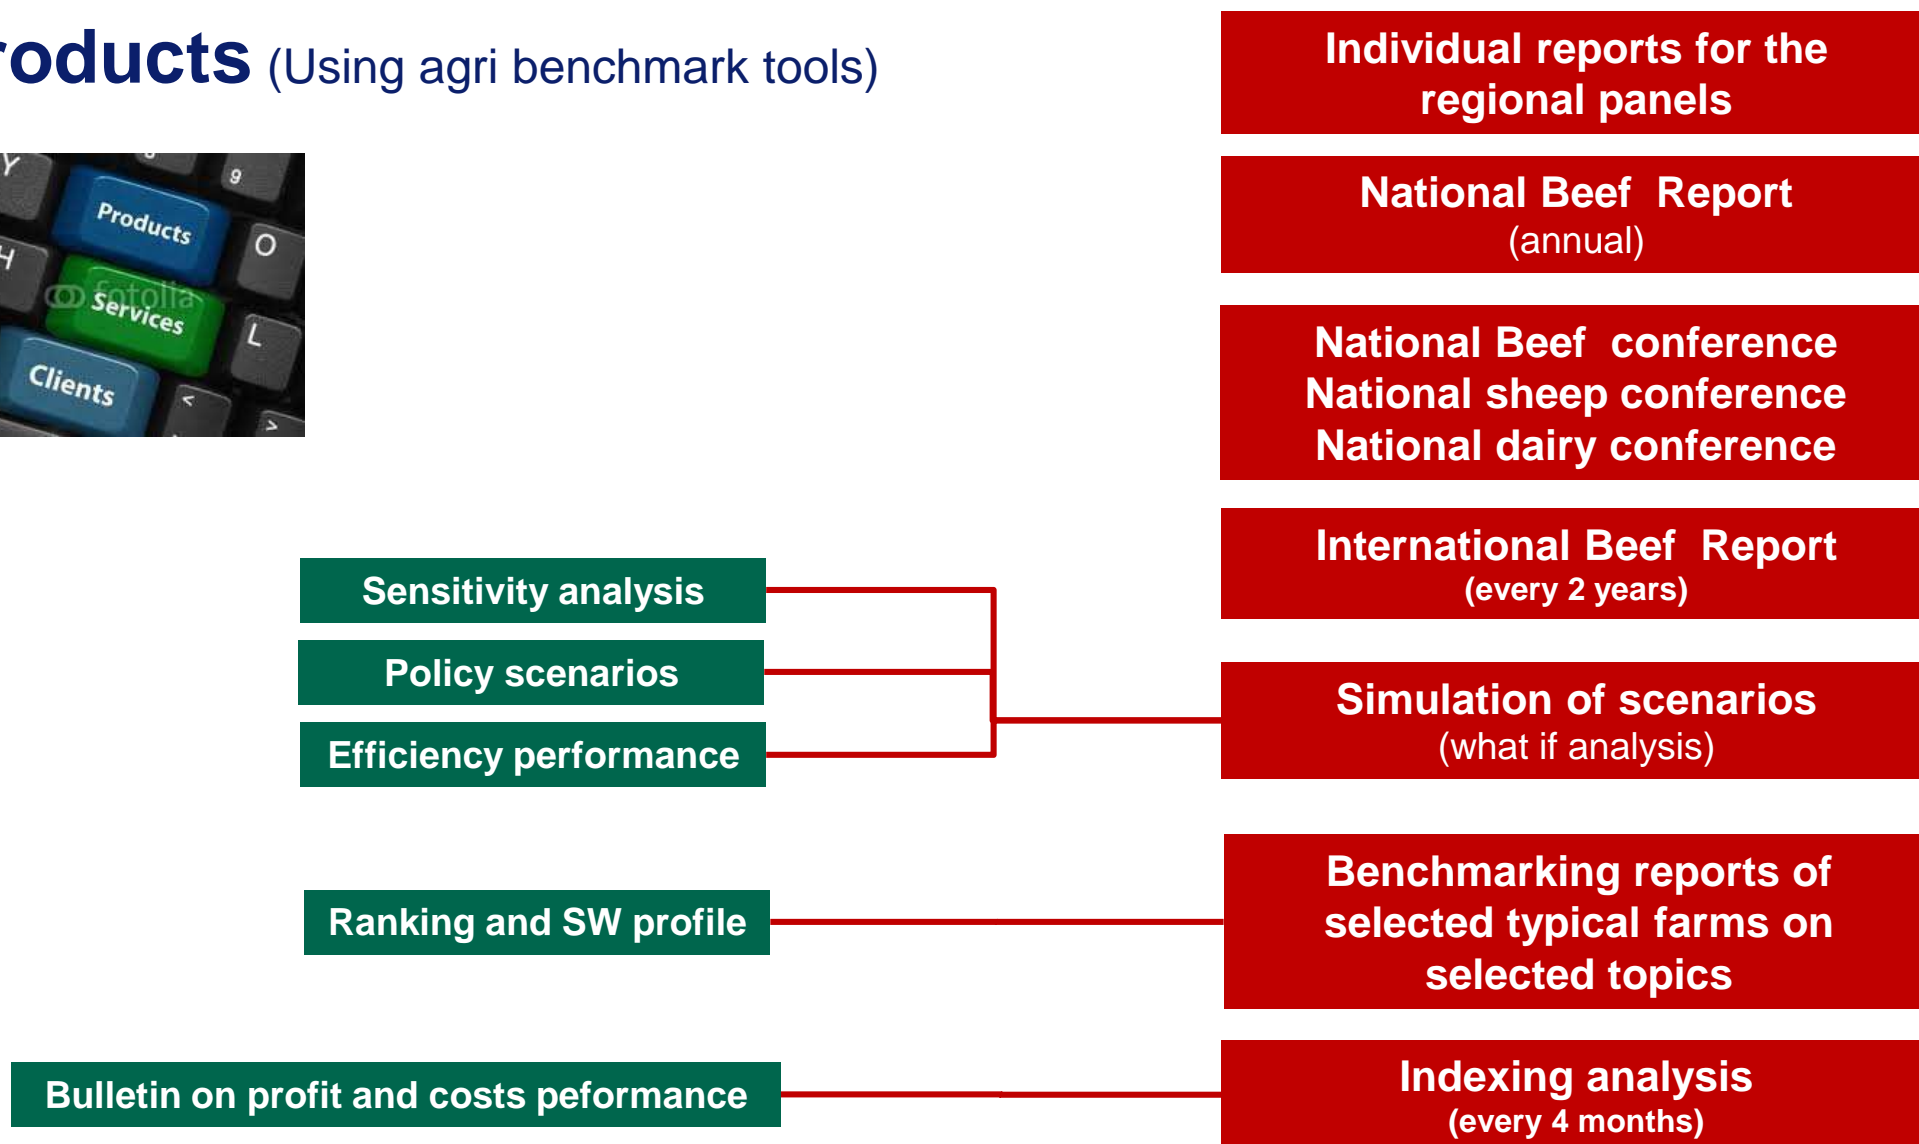 roducts (Using agri benchmark tools)
Individual reports for the
regional panels
National Beef Report
(annual)
National Beef conference
National sheep conference
National dairy conference
International Beef Report
(every 2 years)
Simulation of scenarios
(what if analysis)
Benchmarking reports of
selected typical farms on
selected topics
Indexing analysis
(every 4 months)
Y
9
Products
O
H
fotolia
Services
L
Clients
<
>
Sensitivity analysis
Policy scenarios
Efficiency performance
Ranking and SW profile
Bulletin on profit and costs peformance